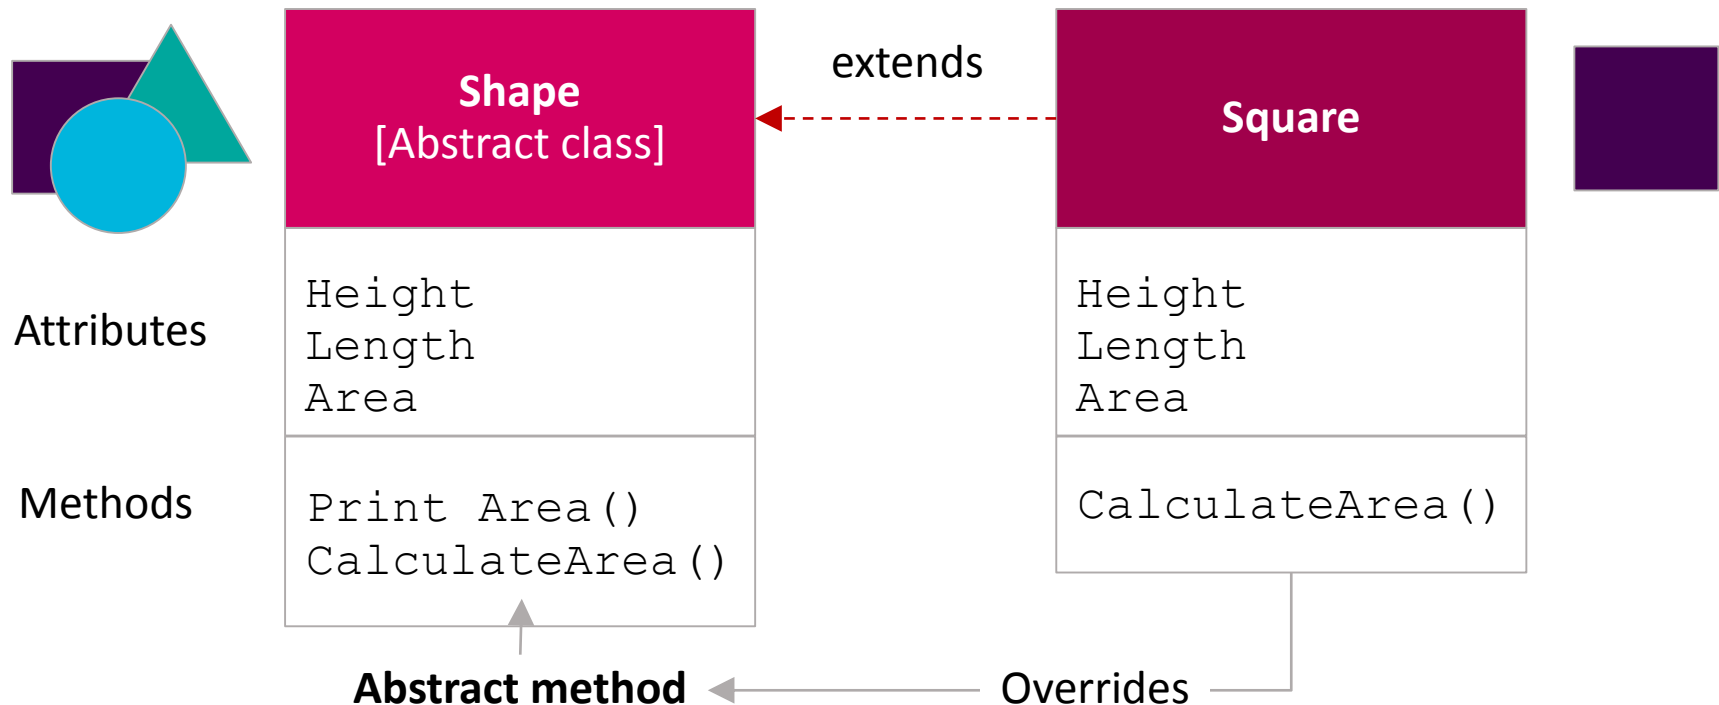 Shape
[Abstract class]
extends
Square
Attributes
Height
Length
Area
Height
Length
Area
Methods
Print Area()
CalculateArea()
CalculateArea()
Abstract method
Overrides